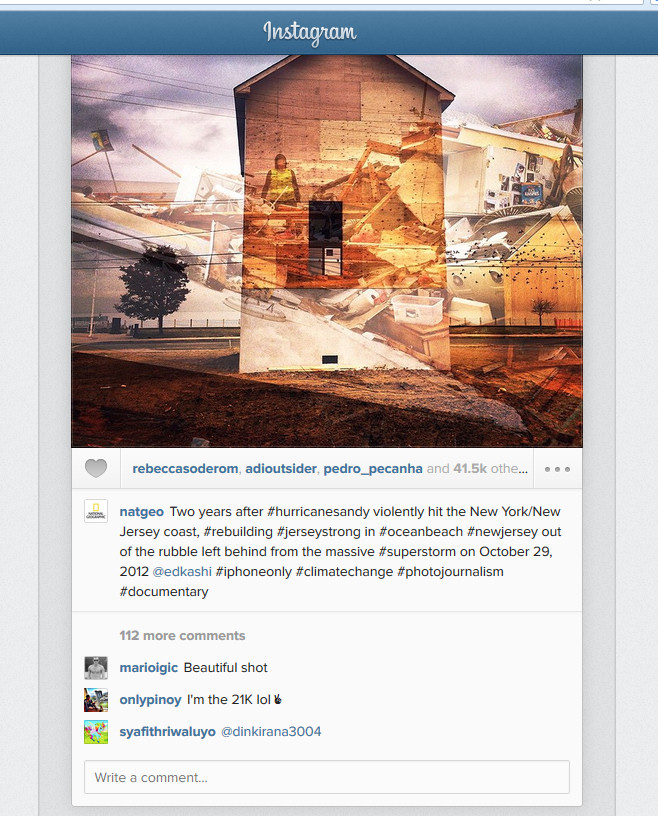 Instagram
rebeccasoderom, adioutsider, pedro_pecanha and 41.5k othe...
NATIONAL
GEOGRAPHIC
natgeo Two years after #hurricanesandy violently hit the New York/New
Jersey coast, #rebuilding #jerseystrong in #oceanbeach #newjersey out
of the rubble left behind from the massive #superstorm on October 29,
2012 @edkashi #iphoneonly #climatechange #photojournalism
#documentary
112 more comments
marioigic Beautiful shot
onlypinoy I'm the 21K lol✌
syafithriwaluyo @dinkirana3004
Write a comment...